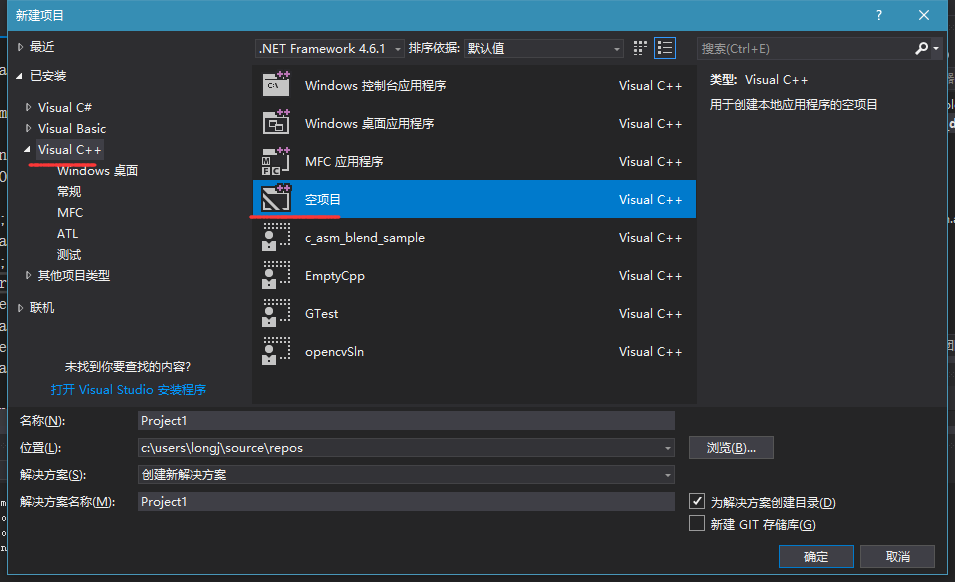 新建项目 ?
最近
已安装
Visual C#
Visual Basic
Visual C++
Windows 桌面
常规
MFC
ATL
测试
其他项目类型
联机
未找到你要查找的内容?
打开 Visual Studio 安装程序
.NET Framework 4.6.1 排序依据: 默认值
Windows 控制台应用程序 Visual C++
Windows 桌面应用程序 Visual C++
MFC 应用程序 Visual C++
空项目 Visual C++
c_asm_blend_sample Visual C++
EmptyCpp Visual C++
GTest Visual C++
opencvSln Visual C++
搜索(Ctrl+E)
类型: Visual C++
用于创建本地应用程序的空项目
名称(N): Project1
位置(L): c:\users\longj\source\repos 浏览(B)...
解决方案(S): 创建新解决方案
解决方案名称(M): Project1
为解决方案创建目录(D)
新建 GIT 存储库(G)
确定 取消